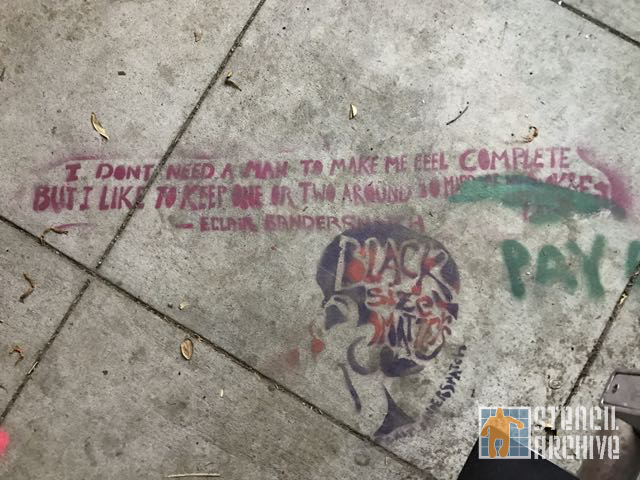 I DONT NEED A MAN TO MAKE ME FEEL COMPLETE
BUT I LIKE TO KEEP ONE OR TWO AROUND TO
— ECLAIR BANDERSNATCH
PAY
BLACK
SIZE
MATTERS
STENCIL
ARCHIVE